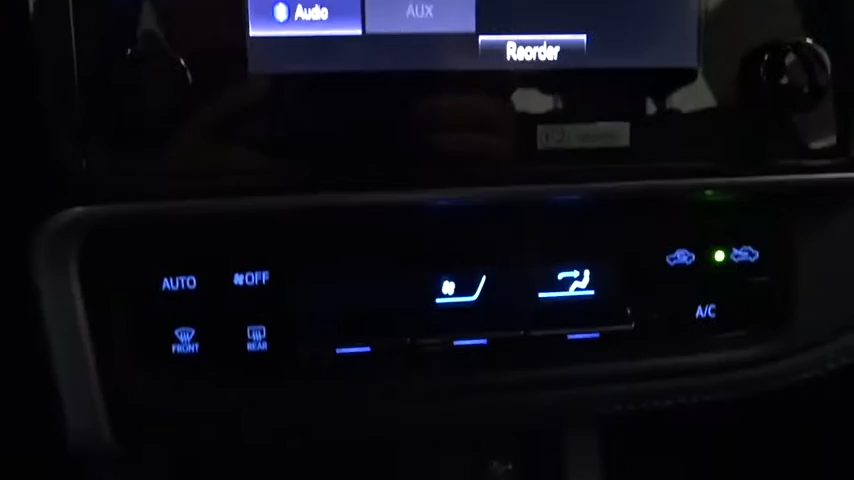 Audio
AUX
Reorder
AUTO
OFF
A/C
FRONT
REAR